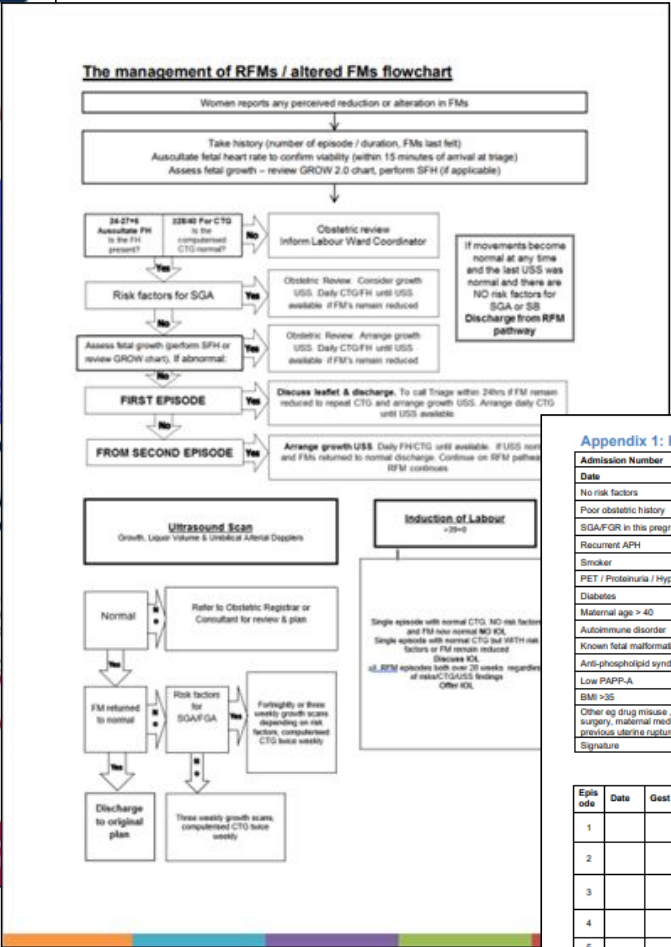 The management of RFMs / altered FMs flowchart
Women reports any perceived reduction or alteration in FMs
Take history (number of episode / duration, FMs last felt)
Auscultate fetal heart rate to confirm viability (within 15 minutes of arrival at triage)
Assess fetal growth – review GROW 2.0 chart, perform SFH (if applicable)
24-27+6
Auscultate FH
Is the FH
present?
≥28/40 For CTG
Is the
computerised
CTG normal?
No
Obstetric review
Inform Labour Ward Coordinator
If movements become
normal at any time
and the last USS was
normal and there are
NO risk factors for
SGA or SB
Discharge from RFM
pathway
Yes
Risk factors for SGA
Yes
Obstetric Review. Consider growth
USS. Daily CTG/FH until USS
available if FM's remain reduced
No
Assess fetal growth (perform SFH or
review GROW chart). If abnormal:
Yes
Obstetric Review. Arrange growth
USS. Daily CTG/FH until USS
available if FM's remain reduced
No
FIRST EPISODE
Yes
Discuss leaflet & discharge. To call Triage within 24hrs if FM remain
reduced to repeat CTG and arrange growth USS. Arrange daily CTG
until USS available
No
FROM SECOND EPISODE
Yes
Arrange growth USS. Daily FH/CTG until available. If USS
and FMs returned to normal discharge. Continue on RFM
RFM continues
Ultrasound Scan
Growth, Liquor Volume & Umbilical Arterial Dopplers
Induction of Labour
Normal
No
Refer to Obstetric Registrar or
Consultant for review & plan
Yes
FM returned
to normal
No
Risk factors
for
SGA/FGA
Yes
Fortnightly or three
weekly growth scans
depending on risk
factors, computerised
CTG twice weekly
Yes
No
Discharge
to original
plan
Three weekly growth scans,
computerised CTG twice
weekly
Single episode with normal CTG, NO risk
and FM now normal NO IOL
Single episode with normal CTG but WITH risk
factors or FM remain reduced
Discuss IOL
RFM episodes both over 28 weeks
of risks/CTG/USS findings
Offer IOL
Appendix 1:
Admission Number
Date
No risk factors
Poor obstetric history
SGA/FGR in this
Recurrent APH
Smoker
PET / Proteinuria /
Diabetes
Maternal age > 40
Autoimmune disorder
Known fetal
Anti-phospholipid
Low PAPP-A
BMI >35
Other eg drug misuse
surgery, maternal
previous uterine
Signature
Epis
ode
Date
Gest
1
2
3
4